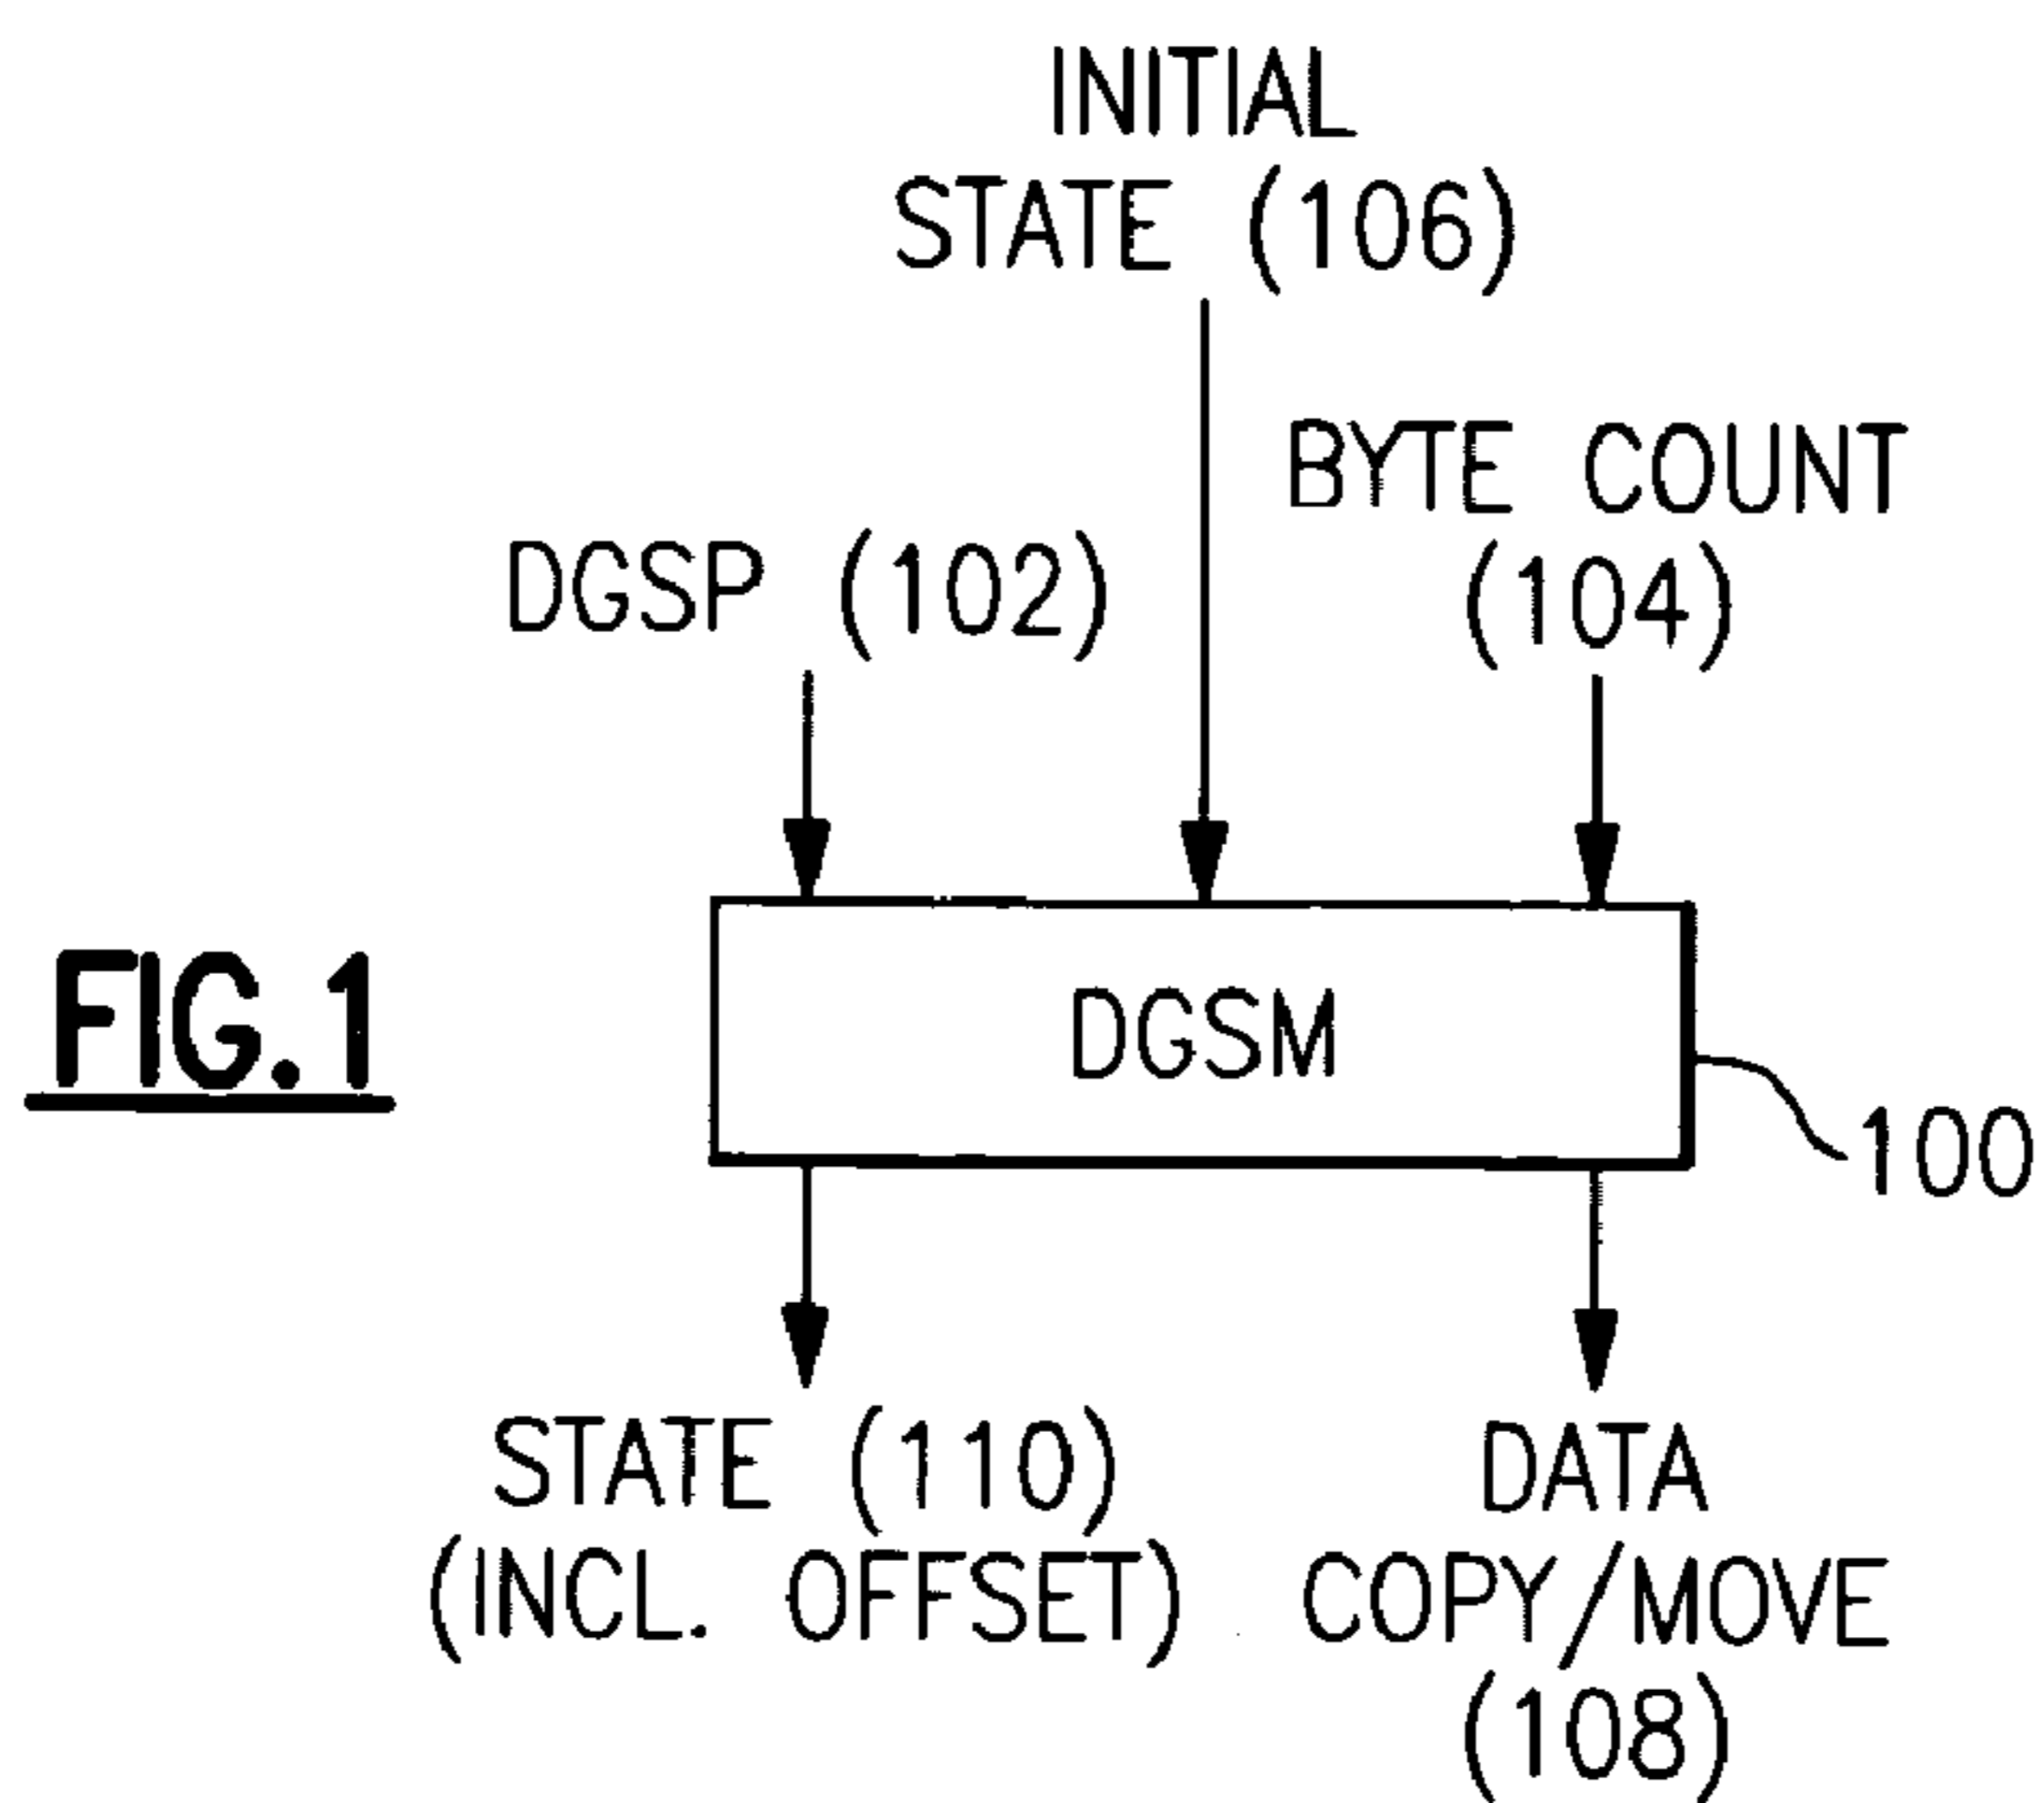 INITIAL
STATE (106)
BYTE COUNT
(104)
DGSP (102)
FIG.1
DGSM
100
STATE (110)
(INCL. OFFSET)
DATA
COPY/MOVE
(108)